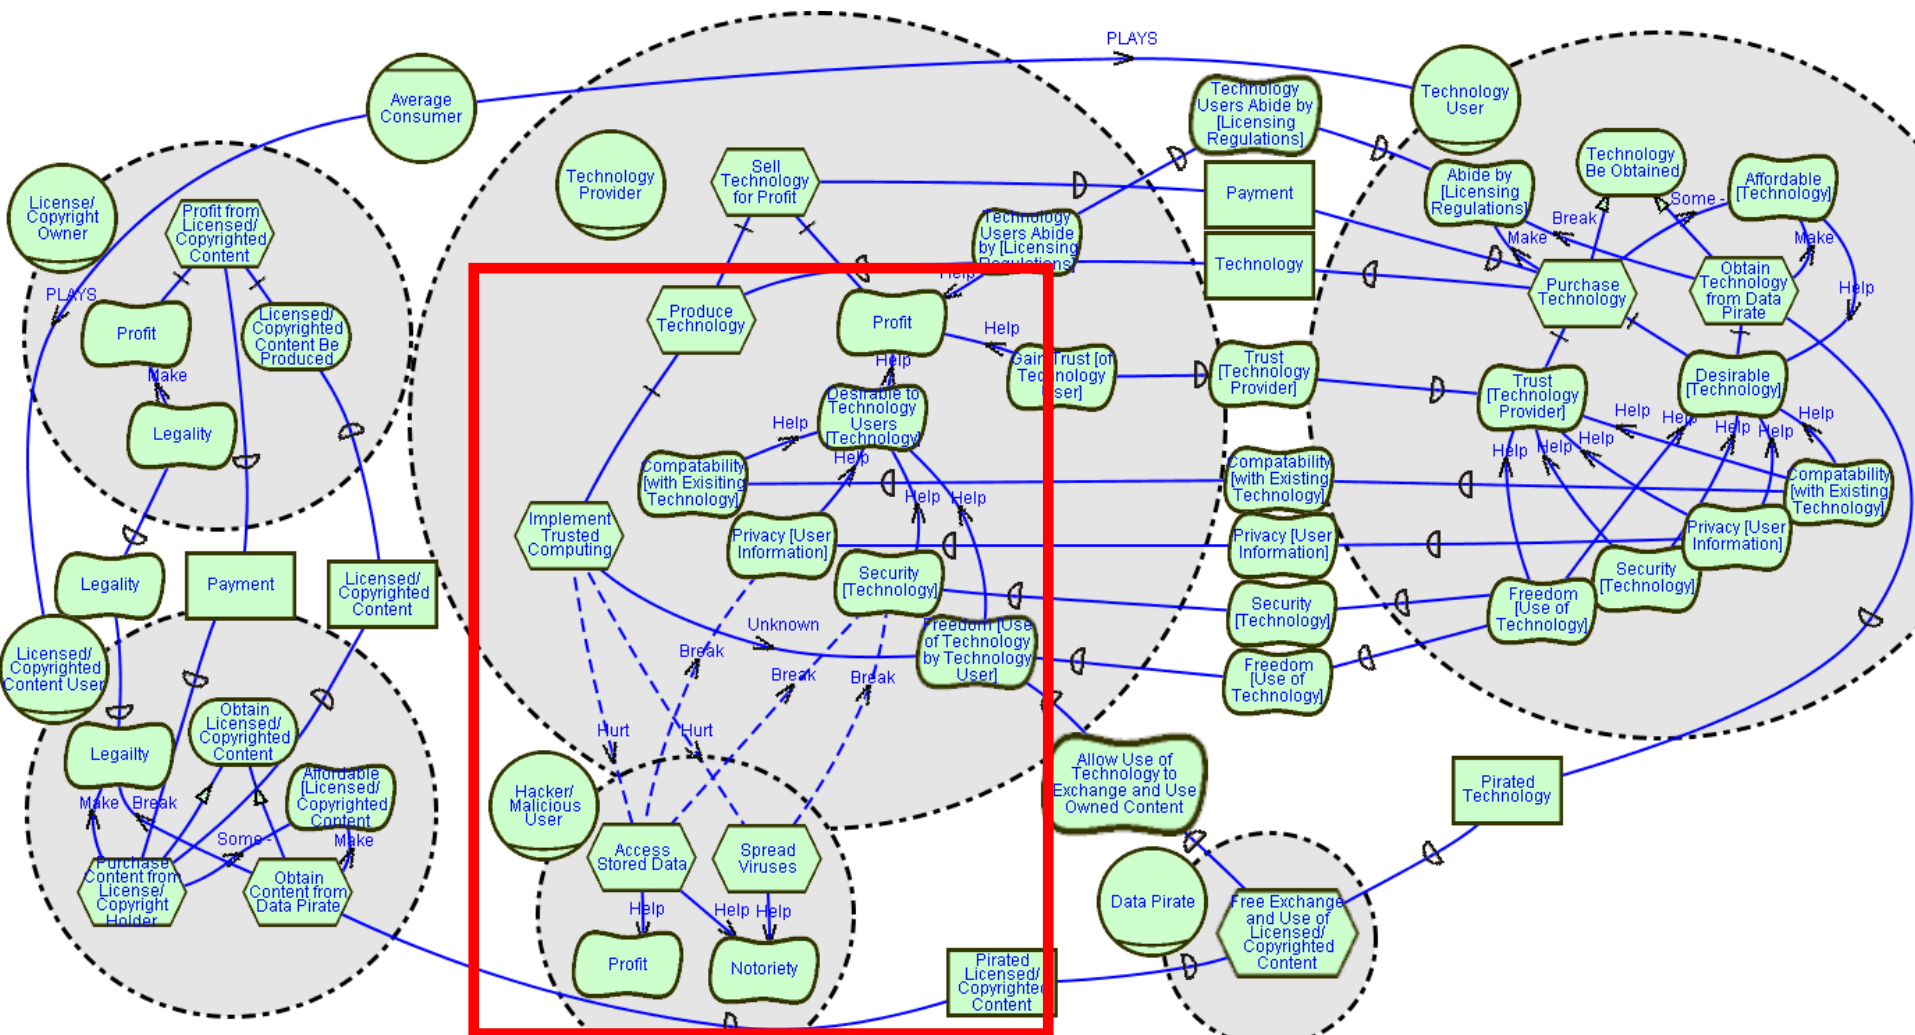 PLAYS
Average
Consumer
Technology
User
Technology
Users Abide by
[Licensing
Regulations]
Technology
Provider
Sell
Technology
for Profit
License/
Copyright
Owner
Profit from
Licensed/
Copyrighted
Content
Technology
Users Abide
by [Licensing
Regulations]
Payment
Technology
Abide by
[Licensing
Regulations]
Technology
Be Obtained
Affordable
[Technology]
Some -
Break
Make
Make
Purchase
Technology
Obtain
Technology
from Data
Pirate
Help
PLAYS
Profit
Licensed/
Copyrighted
Content Be
Produced
Make
Legality
Produce
Technology
Profit
Help
Help
Gain Trust [of
Technology
User]
Trust
[Technology
Provider]
Trust
[Technology
Provider]
Desirable
[Technology]
Help
Desirable to
Technology
Users
[Technology]
Help
Help
Help
Help
Help
Help
Help
Help
Help
Help
Help
Compatability
[with Exisiting
Technology]
Compatability
[with Existing
Technology]
Compatability
[with Existing
Technology]
Implement
Trusted
Computing
Privacy [User
Information]
Privacy [User
Information]
Privacy [User
Information]
Security
[Technology]
Security
[Technology]
Security
[Technology]
Freedom [Use
of Technology
by Technology
User]
Freedom
[Use of
Technology]
Freedom
[Use of
Technology]
Unknown
Break
Break
Break
Hurt
Hurt
Legality
Payment
Licensed/
Copyrighted
Content
Licensed/
Copyrighted
Content User
Legailty
Obtain
Licensed/
Copyrighted
Content
Affordable
[Licensed/
Copyrighted
Content
Make
Break
Some -
Make
Purchase
Content from
License/
Copyright
Holder
Obtain
Content from
Data Pirate
Hacker/
Malicious
User
Access
Stored Data
Spread
Viruses
Help
Help
Help
Profit
Notoriety
Allow Use of
Technology to
Exchange and Use
Owned Content
Pirated
Technology
Data Pirate
Free Exchange
and Use of
Licensed/
Copyrighted
Content
Pirated
Licensed/
Copyrighted
Content